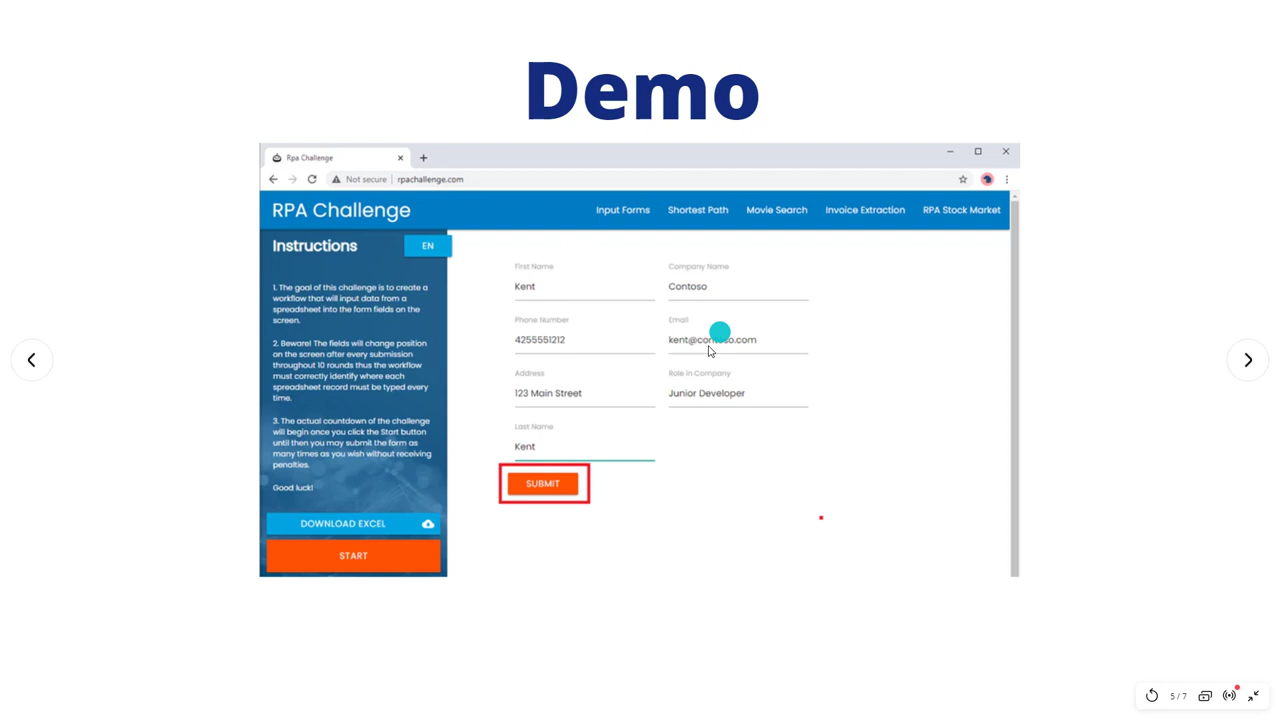 Demo
Rpa Challenge
Not secure
rpachallenge.com
RPA Challenge
Input Forms
Shortest Path
Movie Search
Invoice Extraction
RPA Stock Market
Instructions
EN
1. The goal of this challenge is to create a
workflow that will input data from a
spreadsheet into the form fields on the
screen.
2. Beware! The fields will change position
on the screen after every submission
throughout 10 rounds thus the workflow
must correctly identify where each
spreadsheet record must be typed every
time.
3. The actual countdown of the challenge
will begin once you click the Start button
until then you may submit the form as
many times as you wish without receiving
penalties.
Good luck!
DOWNLOAD EXCEL
START
First Name
Kent
Company Name
Contoso
Phone Number
4255551212
Email
kent@contoso.com
Address
123 Main Street
Role in Company
Junior Developer
Last Name
Kent
SUBMIT
5 / 7